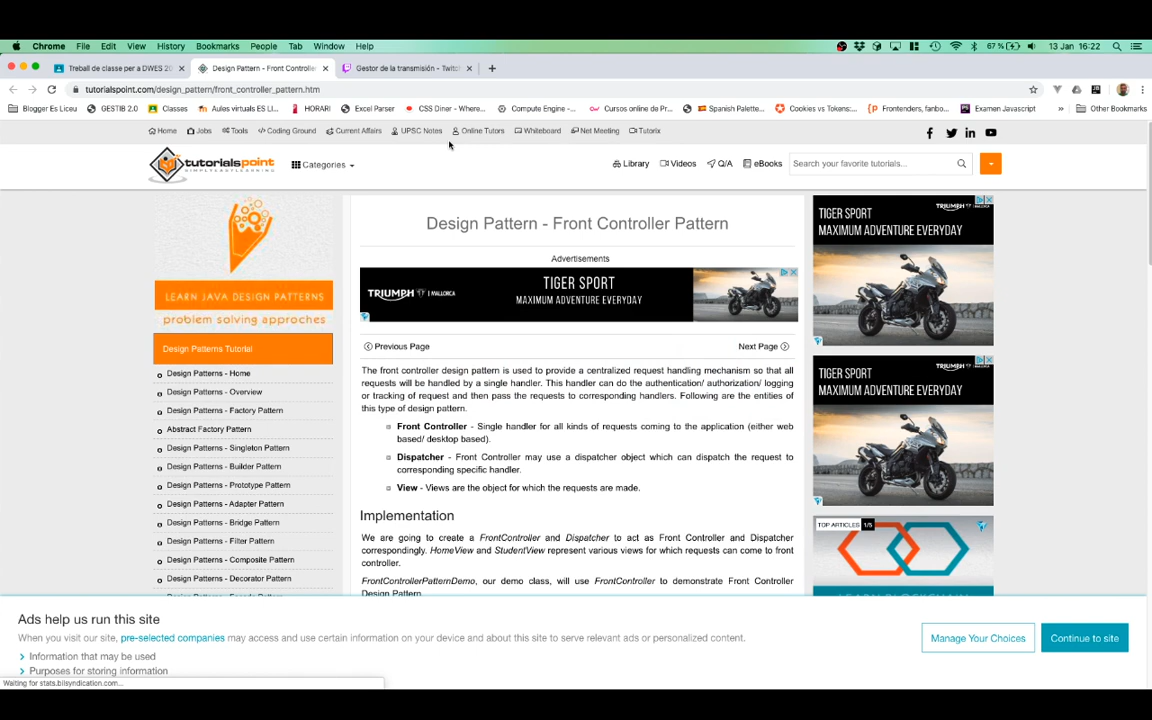 Chrome File Edit View History Bookmarks People Tab Window Help 67% 13 Jan 16:22
Treball de classe per a DWES 20 Design Pattern - Front Controlle Gestor de la transmisión - Twitc
tutorialspoint.com/design_pattern/front_controller_pattern.htm
Blogger Es Liceu GESTIB 2.0 Classes Aules virtuales ES LI... HORARI Excel Parser CSS Diner - Where... Compute Engine -... Cursos online de Pr... Spanish Palette... Cookies vs Tokens:... Frontenders, fanbo... Examen Javascript » Other Bookmarks
Home Jobs Tools Coding Ground Current Affairs UPSC Notes Online Tutors Whiteboard Net Meeting Tutorix
tutorialspoint Categories Library Videos Q/A eBooks Search your favorite tutorials...
SIMPLYEASYLEARNING
LEARN JAVA DESIGN PATTERNS
problem solving approaches
Design Patterns Tutorial
Design Patterns - Home
Design Patterns - Overview
Design Patterns - Factory Pattern
Abstract Factory Pattern
Design Patterns - Singleton Pattern
Design Patterns - Builder Pattern
Design Patterns - Prototype Pattern
Design Patterns - Adapter Pattern
Design Patterns - Bridge Pattern
Design Patterns - Filter Pattern
Design Patterns - Composite Pattern
Design Patterns - Decorator Pattern
Design Pattern - Front Controller Pattern
Advertisements
TRIUMPH | MALLORCA
TIGER SPORT
MAXIMUM ADVENTURE EVERYDAY
Previous Page Next Page
The front controller design pattern is used to provide a centralized request handling mechanism so that all
requests will be handled by a single handler. This handler can do the authentication/ authorization/ logging
or tracking of request and then pass the requests to corresponding handlers. Following are the entities of
this type of design pattern.
Front Controller - Single handler for all kinds of requests coming to the application (either web
based/ desktop based).
Dispatcher - Front Controller may use a dispatcher object which can dispatch the request to
corresponding specific handler.
View - Views are the object for which the requests are made.
Implementation
We are going to create a FrontController and Dispatcher to act as Front Controller and Dispatcher
correspondingly. HomeView and StudentView represent various views for which requests can come to front
controller.
FrontControllerPatternDemo, our demo class, will use FrontController to demonstrate Front Controller
Design Pattern.
TIGER SPORT
MAXIMUM ADVENTURE EVERYDAY
TRIUMPH
TIGER SPORT
MAXIMUM ADVENTURE EVERYDAY
TRIUMPH
TOP ARTICLES 1/5
Ads help us run this site
When you visit our site, pre-selected companies may access and use certain information on your device and about this site to serve relevant ads or personalized content.
Information that may be used
Purposes for storing information
Manage Your Choices Continue to site
Waiting for stats.bilsyndication.com...